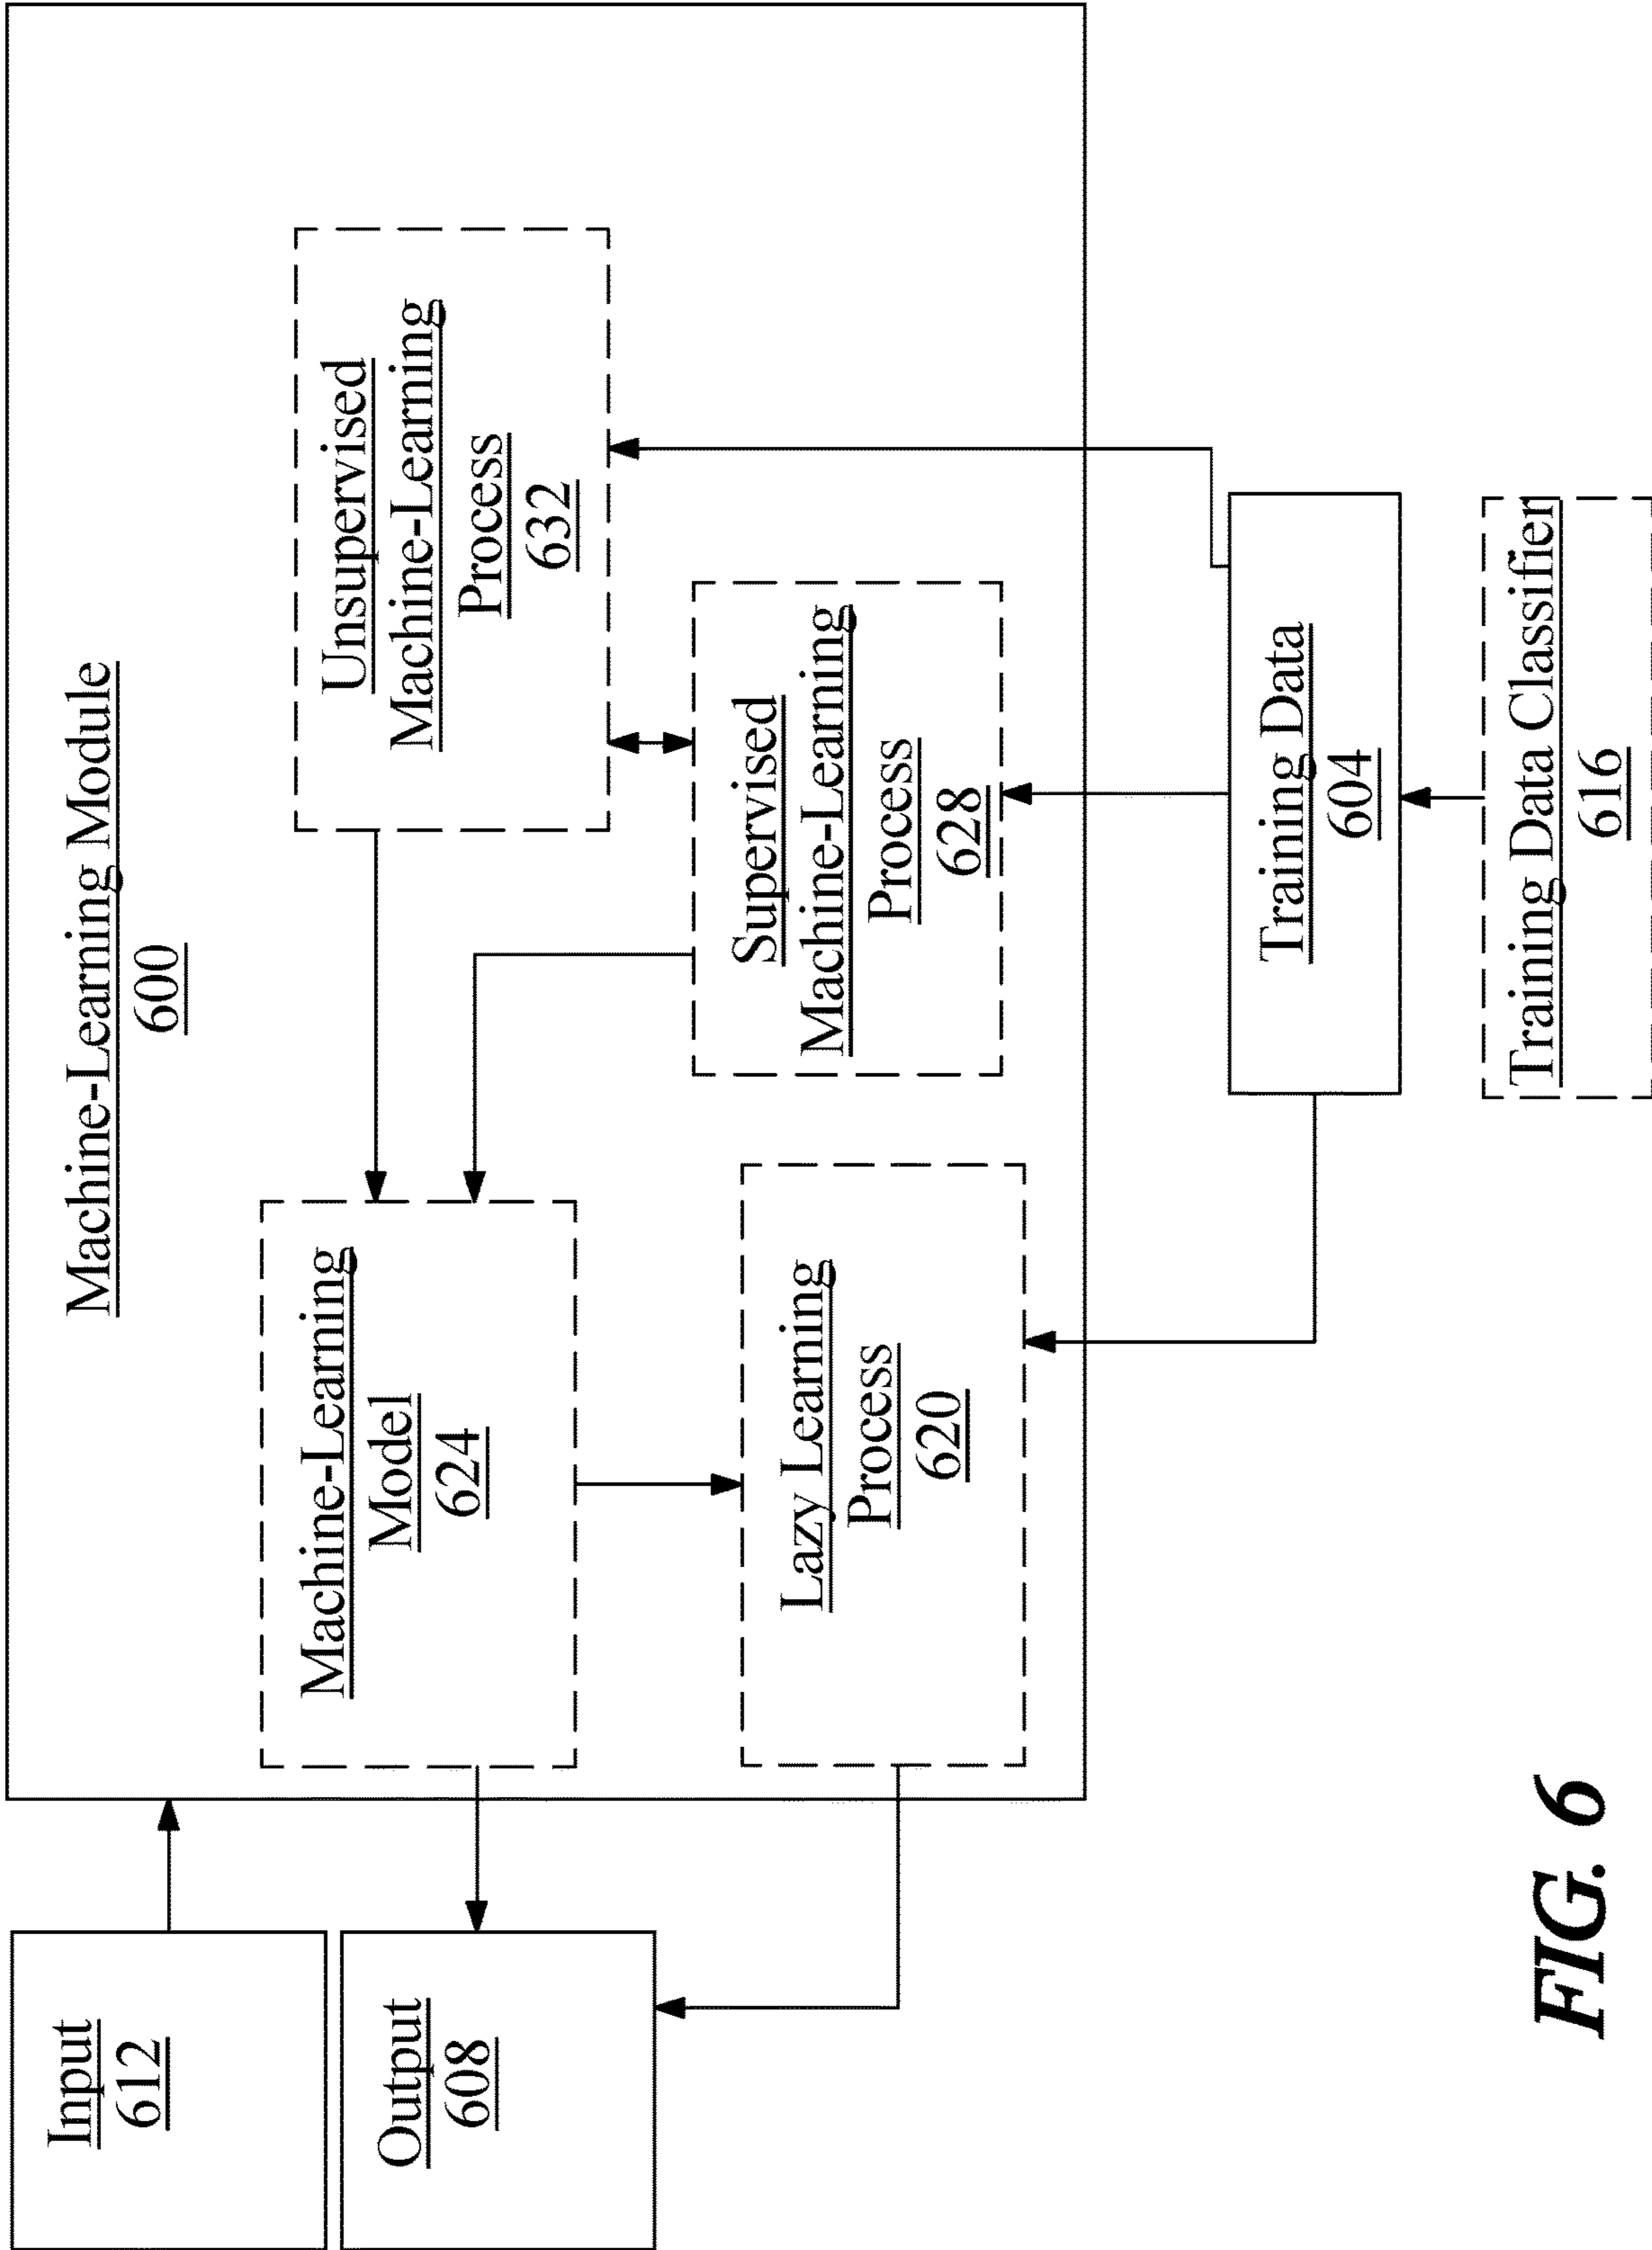 Machine-Learning Module
600
Input
612
Output
608
Machine-Learning
Model
624
Unsupervised
Machine-Learning
Process
632
Lazy Learning
Process
620
Supervised
Machine-Learning
Process
628
Training Data
604
Training Data Classifier
616
FIG. 6